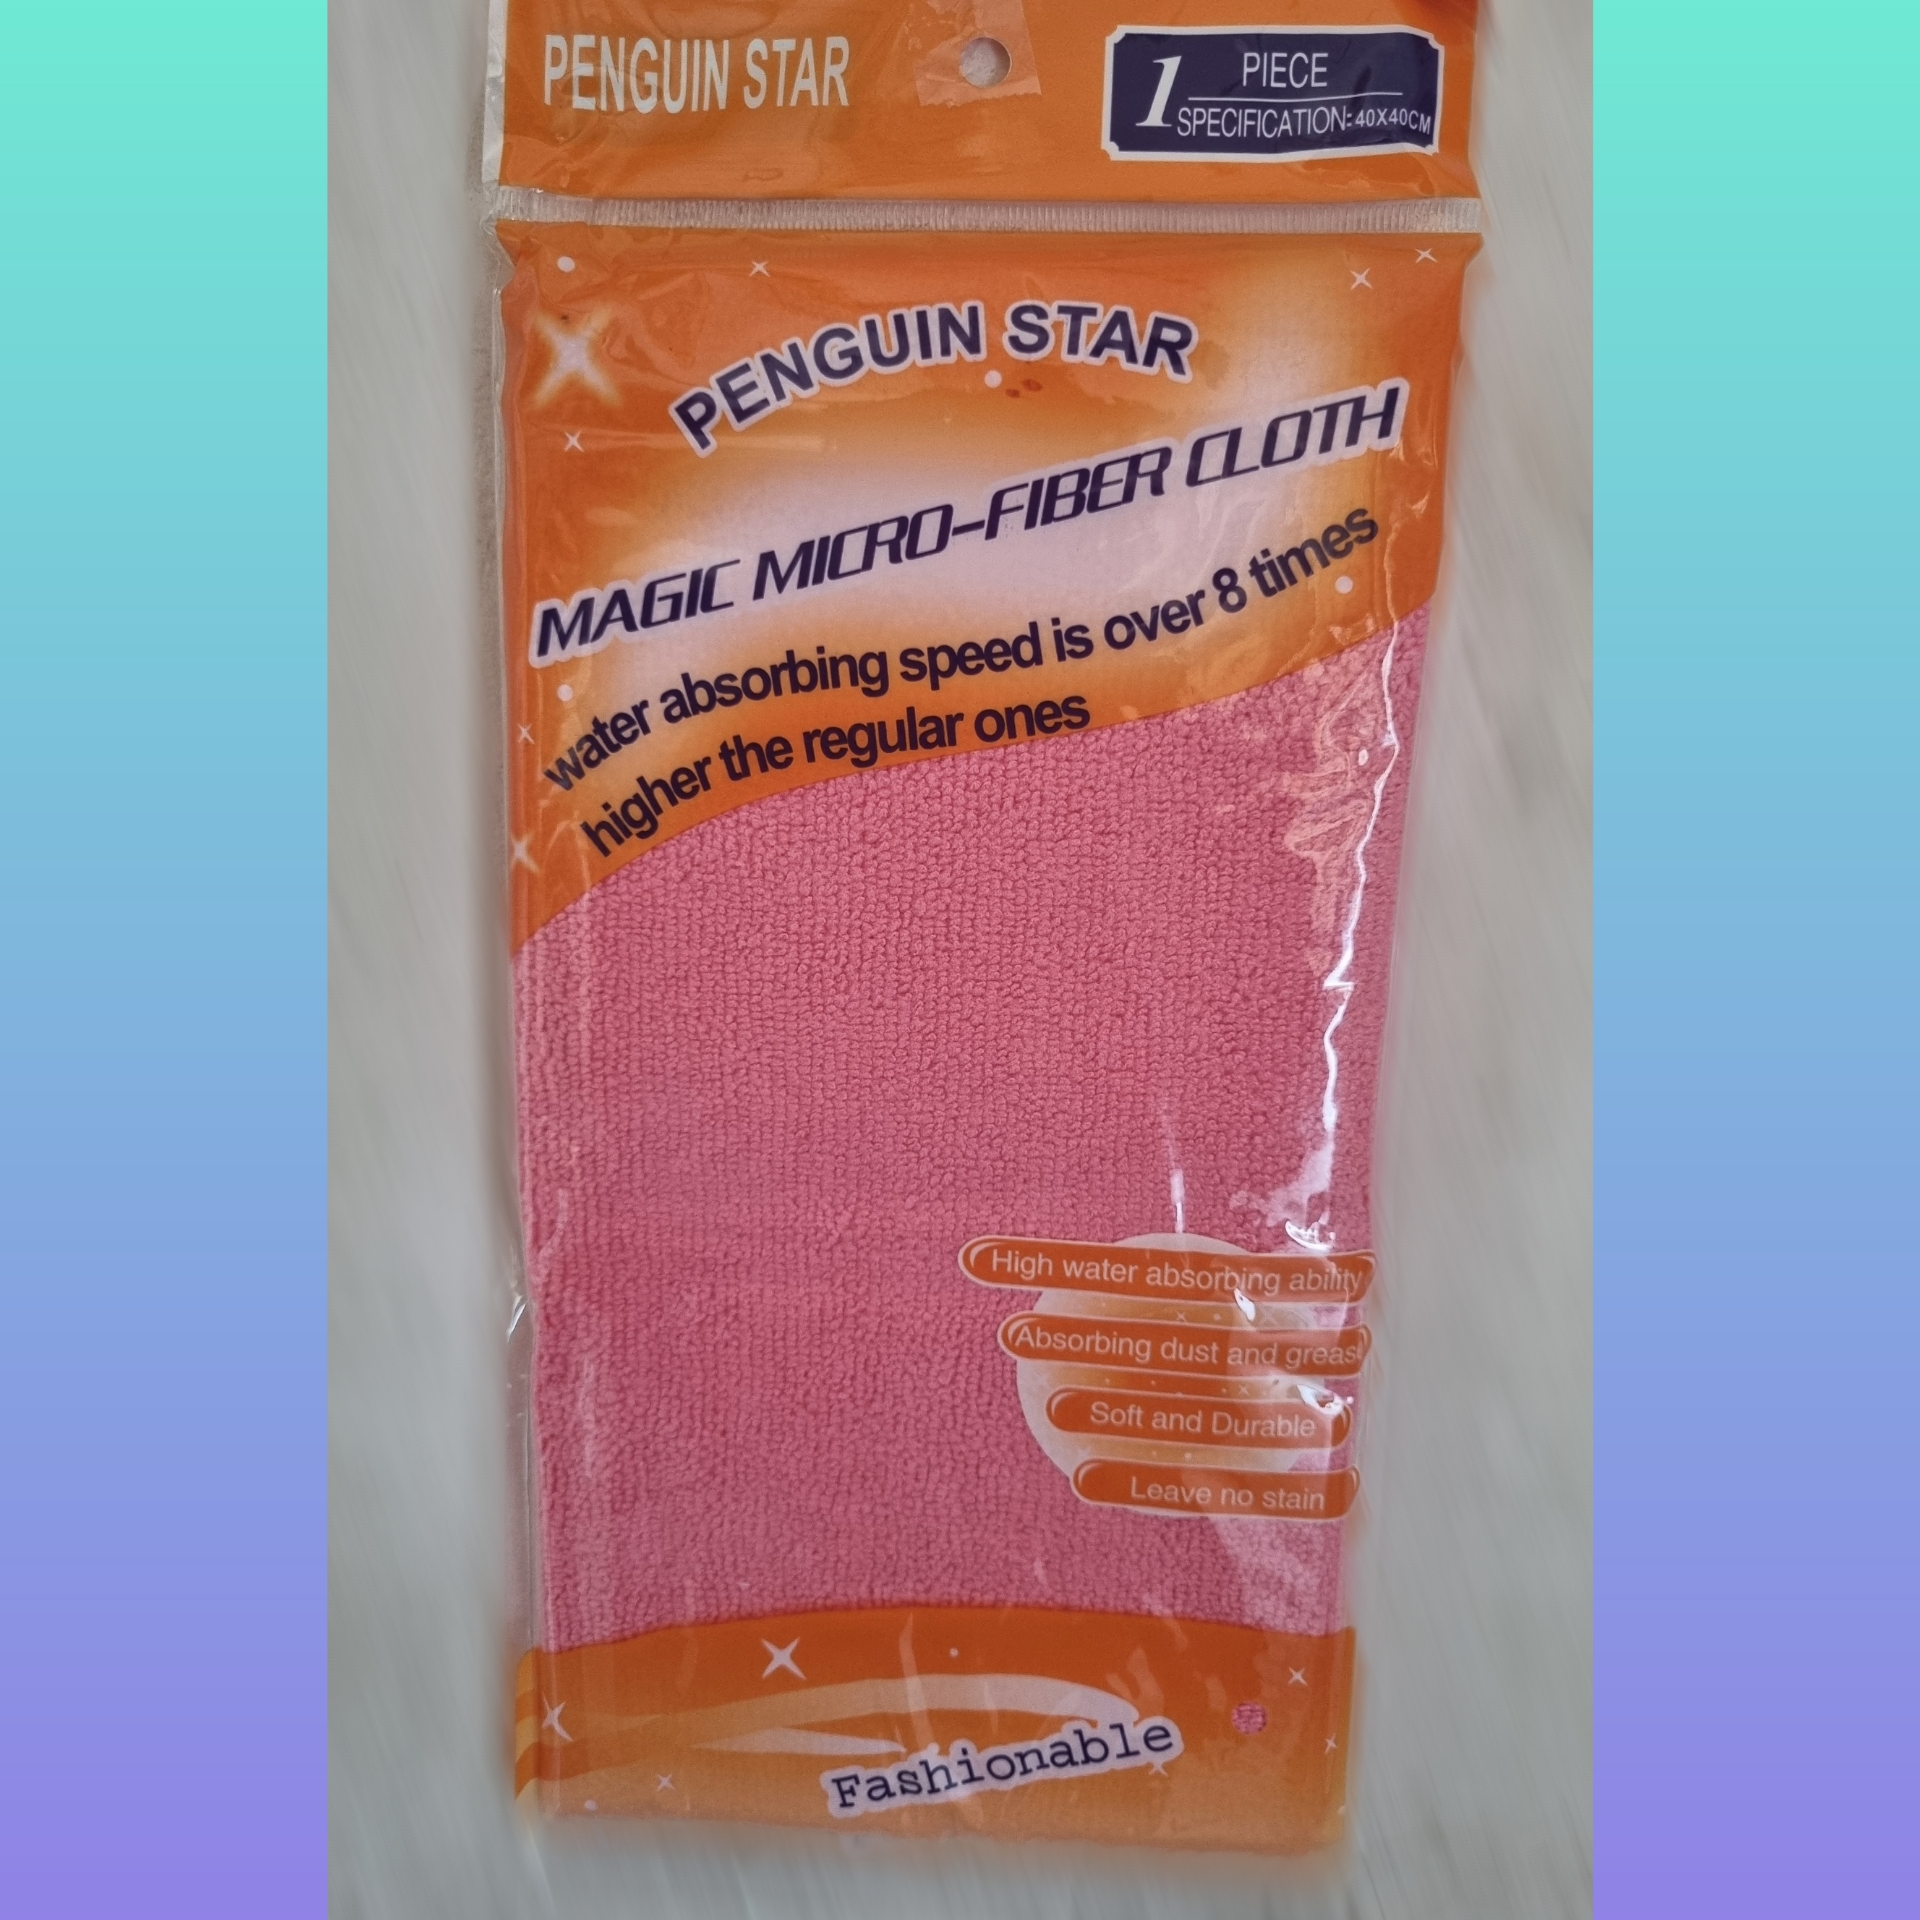 PENGUIN STAR
1 PIECE
SPECIFICATION:40X40CM
PENGUIN STAR
MAGIC MICRO-FIBER CLOTH
water absorbing speed is over 8 times
higher the regular ones
High water absorbing ability
Absorbing dust and grease
Soft and Durable
Leave no stain
Fashionable